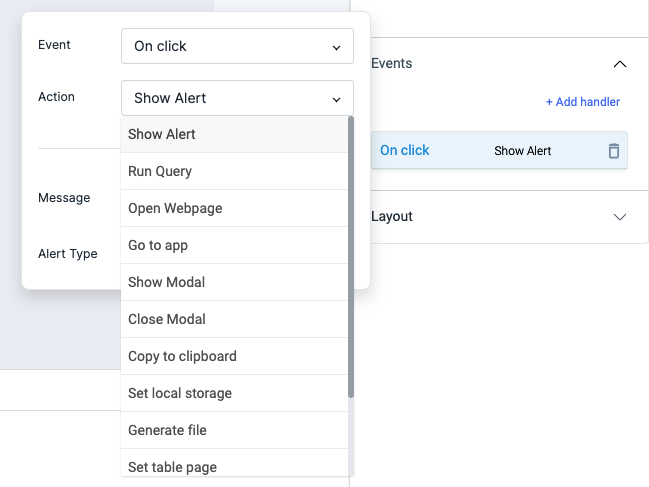 Event
On click
Action
Show Alert
Show Alert
Run Query
Open Webpage
Go to app
Show Modal
Close Modal
Copy to clipboard
Set local storage
Generate file
Set table page
Message
Alert Type
Events
+ Add handler
On click
Show Alert
Layout